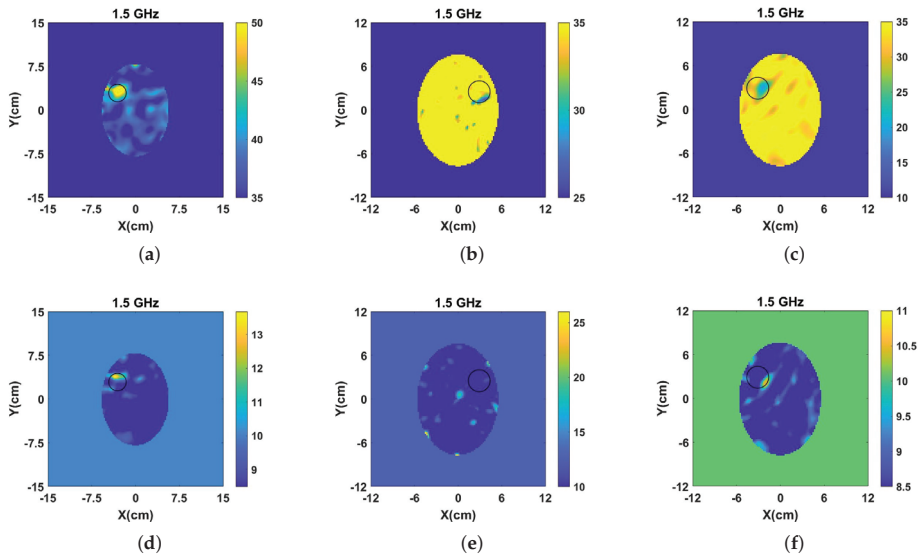 1.5 GHz 1.5 GHz 1.5 GHz
15 50 12 35 12 35
7.5 45 6 6 30
Y(cm) 0 Y(cm) 0 30 Y(cm) 0 25
40 20
-7.5 -6 -6 15
-15 35 -12 25 -12 10
-15 -7.5 0 7.5 15 -12 -6 0 6 12 -12 -6 0 6 12
X(cm) X(cm) X(cm)
(a) (b) (c)
1.5 GHz 1.5 GHz 1.5 GHz
15 12 12 11
13 25
7.5 12 6 6 10.5
Y(cm) 0 11 Y(cm) 0 20 Y(cm) 0 10
10 9.5
-7.5 -6 15 -6 9
9
-15 -12 10 -12 8.5
-15 -7.5 0 7.5 15 -12 -6 0 6 12 -12 -6 0 6 12
X(cm) X(cm) X(cm)
(d) (e) (f)